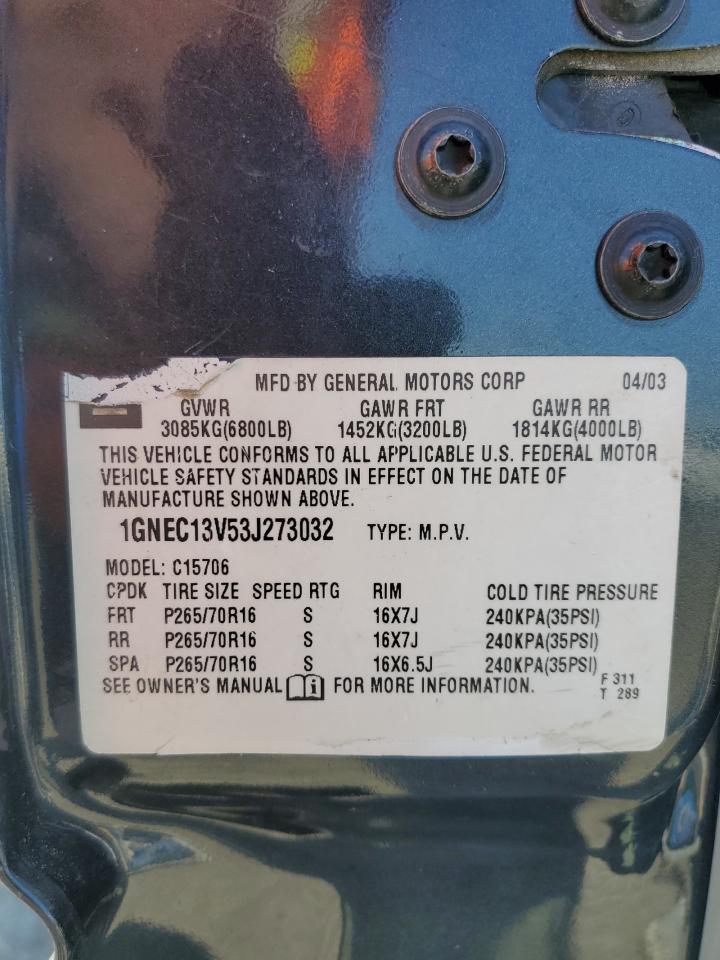 MFD BY GENERAL MOTORS CORP 04/03
GVWR GAWR FRT GAWR RR
3085KG(6800LB) 1452KG(3200LB) 1814KG(4000LB)
THIS VEHICLE CONFORMS TO ALL APPLICABLE U.S. FEDERAL MOTOR
VEHICLE SAFETY STANDARDS IN EFFECT ON THE DATE OF
MANUFACTURE SHOWN ABOVE.
1GNEC13V53J273032 TYPE: M.P.V.
MODEL: C15706
CPDK TIRE SIZE SPEED RTG RIM COLD TIRE PRESSURE
FRT P265/70R16 S 16X7J 240KPA(35PSI)
RR P265/70R16 S 16X7J 240KPA(35PSI)
SPA P265/70R16 S 16X6.5J 240KPA(35PSI)
SEE OWNER'S MANUAL i FOR MORE INFORMATION.
F 311
T 289